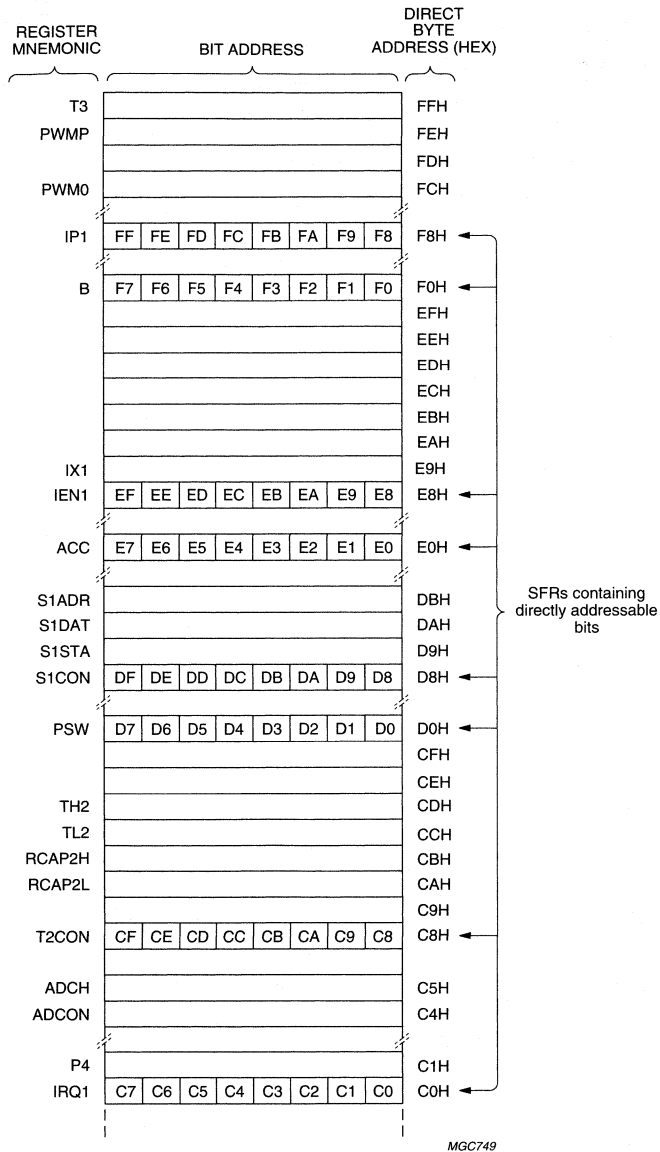 REGISTER
MNEMONIC
BIT ADDRESS
DIRECT
BYTE
ADDRESS (HEX)
T3 FFH
PWMP FEH
FDH
PWM0 FCH
IP1 FF FE FD FC FB FA F9 F8 F8H
B F7 F6 F5 F4 F3 F2 F1 F0 F0H
EFH
EEH
EDH
ECH
EBH
EAH
IX1 E9H
IEN1 EF EE ED EC EB EA E9 E8 E8H
ACC E7 E6 E5 E4 E3 E2 E1 E0 E0H
S1ADR DBH
S1DAT DAH
S1STA D9H
S1CON DF DE DD DC DB DA D9 D8 D8H
SFRs containing
directly addressable
bits
PSW D7 D6 D5 D4 D3 D2 D1 D0 D0H
CFH
CEH
TH2 CDH
TL2 CCH
RCAP2H CBH
RCAP2L CAH
C9H
T2CON CF CE CD CC CB CA C9 C8 C8H
ADCH C5H
ADCON C4H
P4 C1H
IRQ1 C7 C6 C5 C4 C3 C2 C1 C0 C0H
MGC749